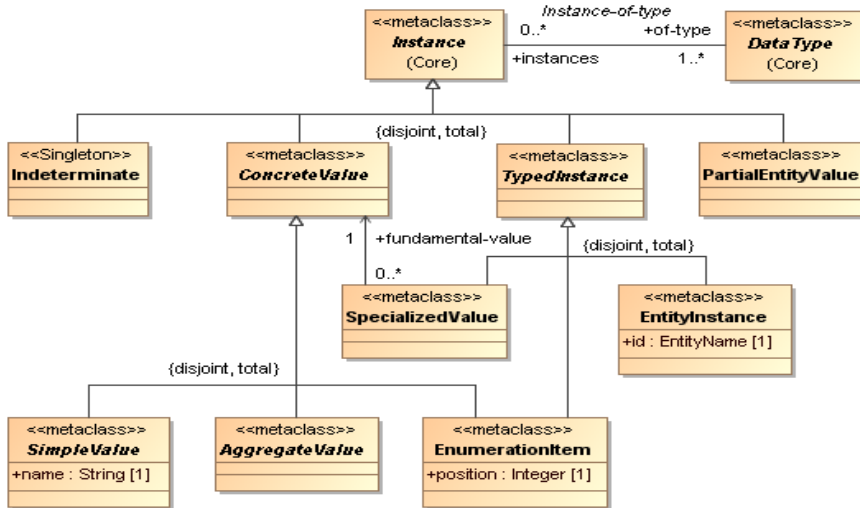 Instance-of-type
<<metaclass>>
Instance
(Core)
0..*
+of-type
+instances
1..*
<<metaclass>>
DataType
(Core)
{disjoint, total}
<<Singleton>>
Indeterminate
<<metaclass>>
ConcreteValue
<<metaclass>>
TypedInstance
<<metaclass>>
PartialEntityValue
1
+fundamental-value
0..*
{disjoint, total}
<<metaclass>>
SpecializedValue
<<metaclass>>
EntityInstance
+id : EntityName [1]
{disjoint, total}
<<metaclass>>
SimpleValue
+name : String [1]
<<metaclass>>
AggregateValue
<<metaclass>>
EnumerationItem
+position : Integer [1]